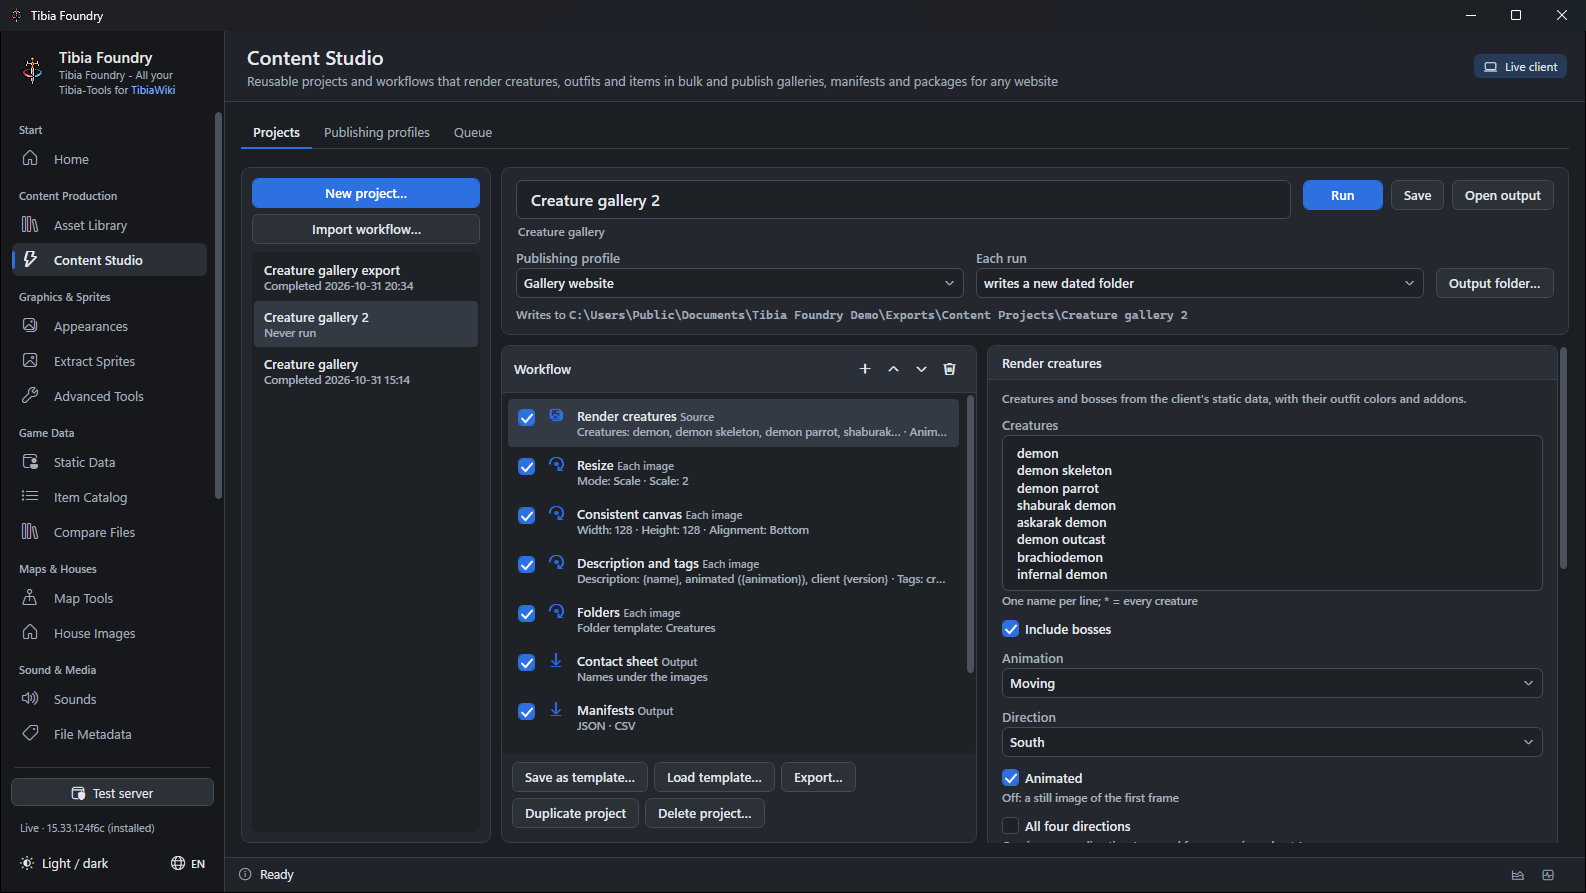 Tibia Foundry
Tibia Foundry
Tibia Foundry - All your
Tibia-Tools for TibiaWiki
Start
Home
Content Production
Asset Library
Content Studio
Graphics & Sprites
Appearances
Extract Sprites
Advanced Tools
Game Data
Static Data
Item Catalog
Compare Files
Maps & Houses
Map Tools
House Images
Sound & Media
Sounds
File Metadata
Test server
Live · 15.33.124f6c (installed)
Light / dark
EN
Content Studio
Reusable projects and workflows that render creatures, outfits and items in bulk and publish galleries, manifests and packages for any website
Live client
Projects
Publishing profiles
Queue
New project...
Import workflow...
Creature gallery export
Completed 2026-10-31 20:34
Creature gallery 2
Never run
Creature gallery
Completed 2026-10-31 15:14
Creature gallery 2
Run
Save
Open output
Creature gallery
Publishing profile
Each run
Gallery website
writes a new dated folder
Output folder...
Writes to C:\Users\Public\Documents\Tibia Foundry Demo\Exports\Content Projects\Creature gallery 2
Workflow
Render creatures Source
Creatures: demon, demon skeleton, demon parrot, shaburak... · Anim...
Resize Each image
Mode: Scale · Scale: 2
Consistent canvas Each image
Width: 128 · Height: 128 · Alignment: Bottom
Description and tags Each image
Description: {name}, animated ({animation}), client {version} · Tags: cr...
Folders Each image
Folder template: Creatures
Contact sheet Output
Names under the images
Manifests Output
JSON · CSV
Save as template...
Load template...
Export...
Duplicate project
Delete project...
Render creatures
Creatures and bosses from the client's static data, with their outfit colors and addons.
Creatures
demon
demon skeleton
demon parrot
shaburak demon
askarak demon
demon outcast
brachiodemon
infernal demon
One name per line; * = every creature
Include bosses
Animation
Moving
Direction
South
Animated
Off: a still image of the first frame
All four directions
Ready